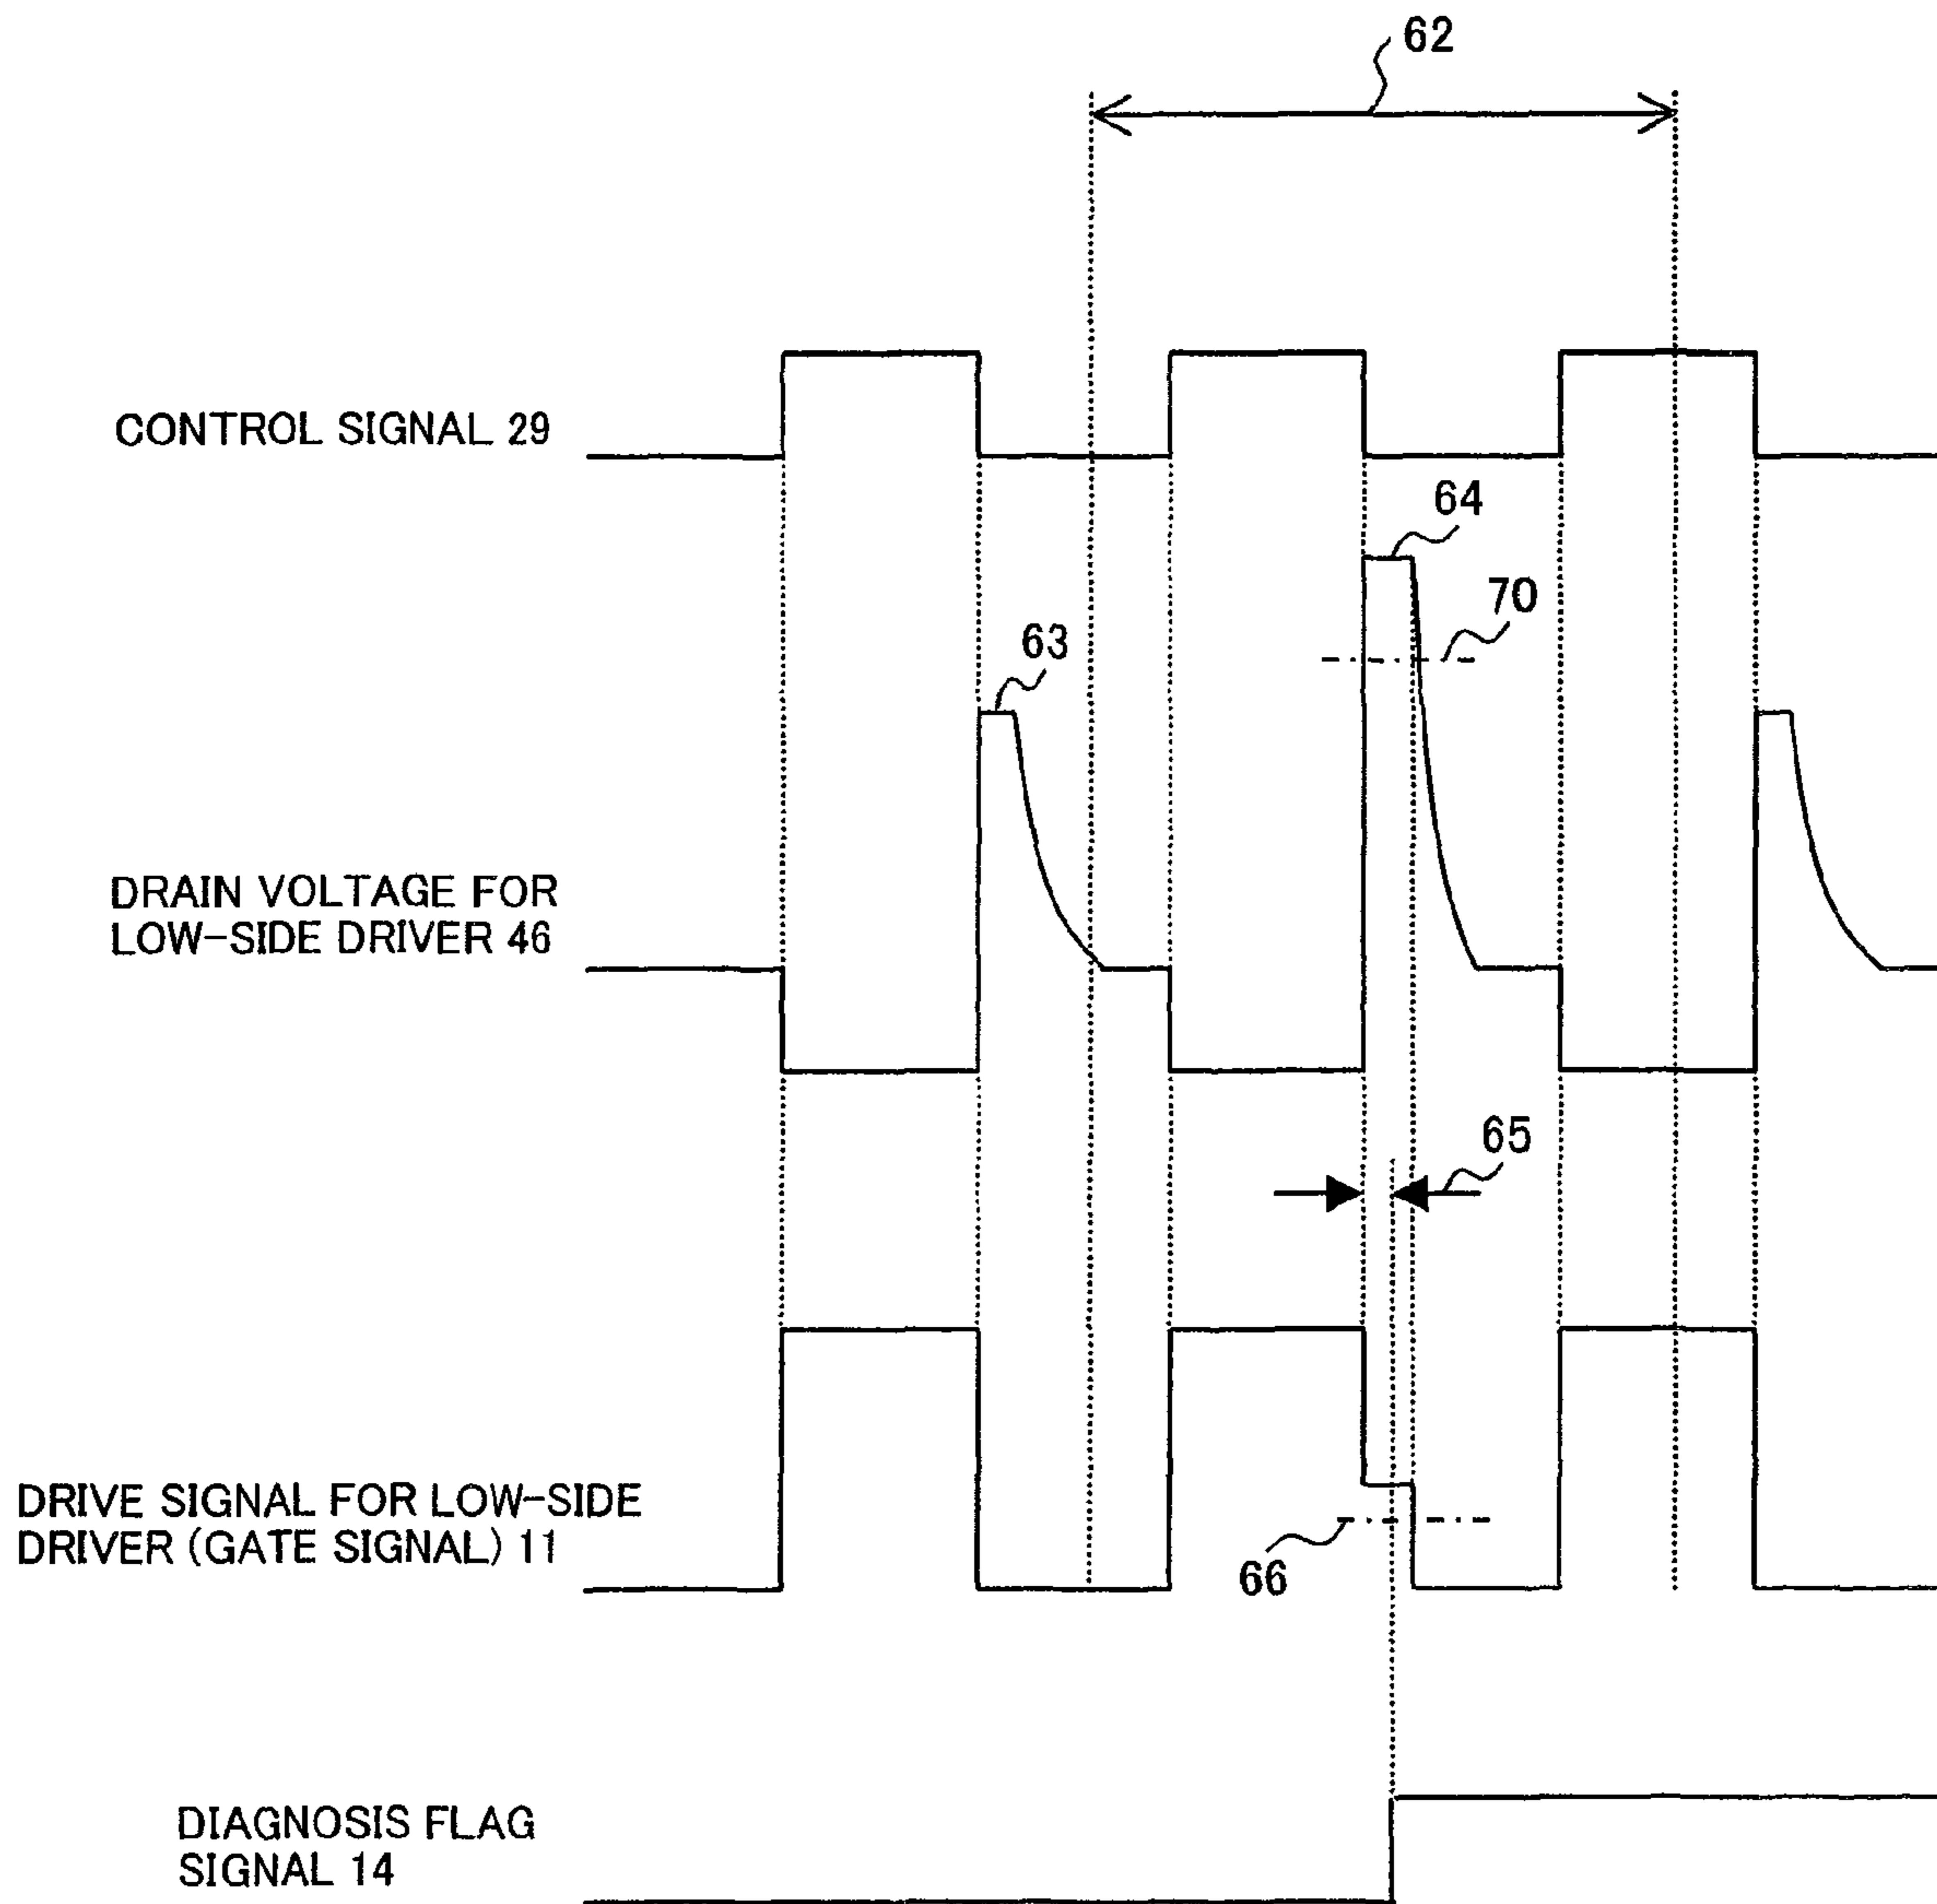 62
CONTROL SIGNAL 29
64
70
63
DRAIN VOLTAGE FOR
LOW-SIDE DRIVER 46
65
DRIVE SIGNAL FOR LOW-SIDE
DRIVER (GATE SIGNAL) 11
66
DIAGNOSIS FLAG
SIGNAL 14